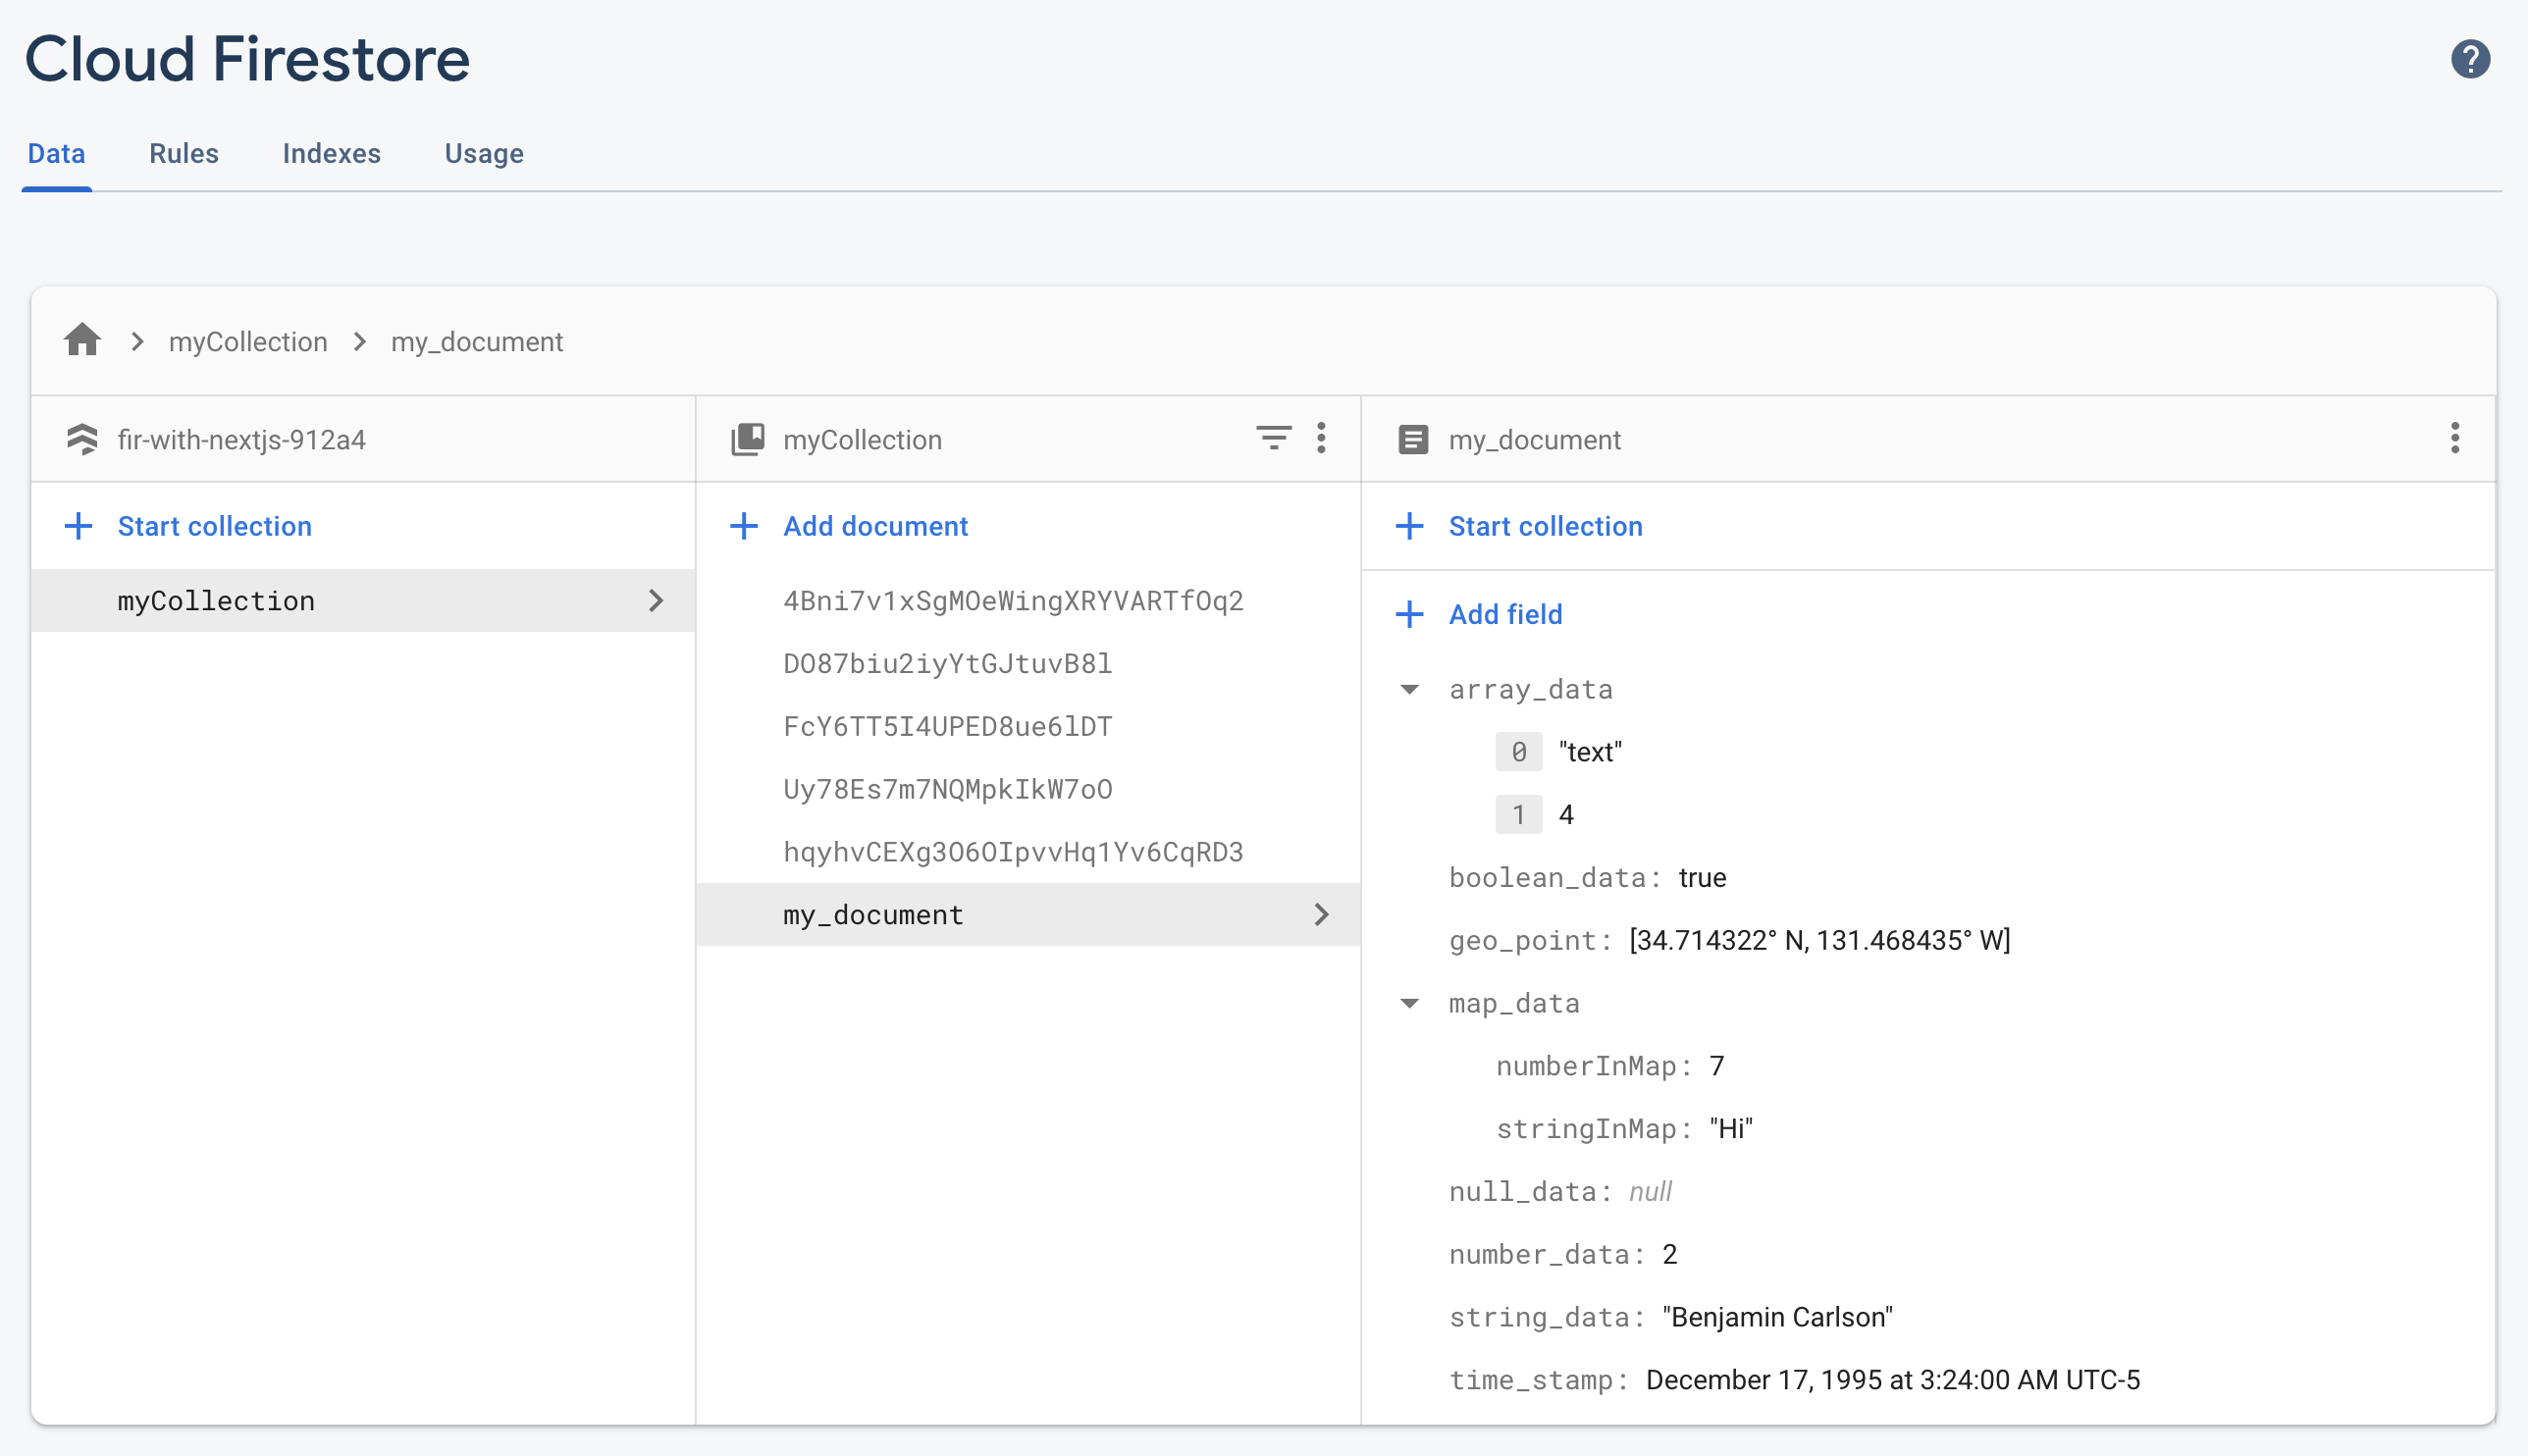 Cloud Firestore
?
Data Rules Indexes Usage
myCollection my_document
fir-with-nextjs-912a4
Start collection
myCollection
myCollection
Add document
4Bni7v1xSgMOeWingXRYVARTfOq2
DO87biu2iyYtGJtuvB8l
FcY6TT5I4UPED8ue6lDT
Uy78Es7m7NQMpkIkW7oO
hqyhvCEXg3O6OIpvvHq1Yv6CqRD3
my_document
my_document
Start collection
Add field
array_data
0 "text"
1 4
boolean_data: true
geo_point: [34.714322° N, 131.468435° W]
map_data
numberInMap: 7
stringInMap: "Hi"
null_data: null
number_data: 2
string_data: "Benjamin Carlson"
time_stamp: December 17, 1995 at 3:24:00 AM UTC-5